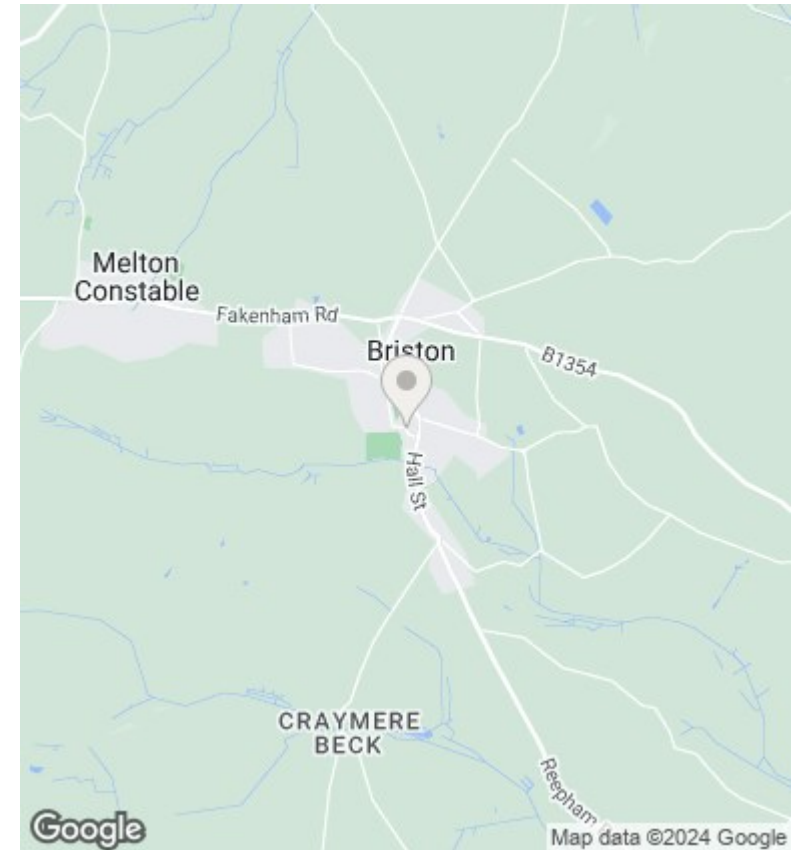 Melton
Constable
Fakenham Rd
Briston
B1354
Hall St
CRAYMERE
BECK
Reepham
Google
Map data ©2024 Google